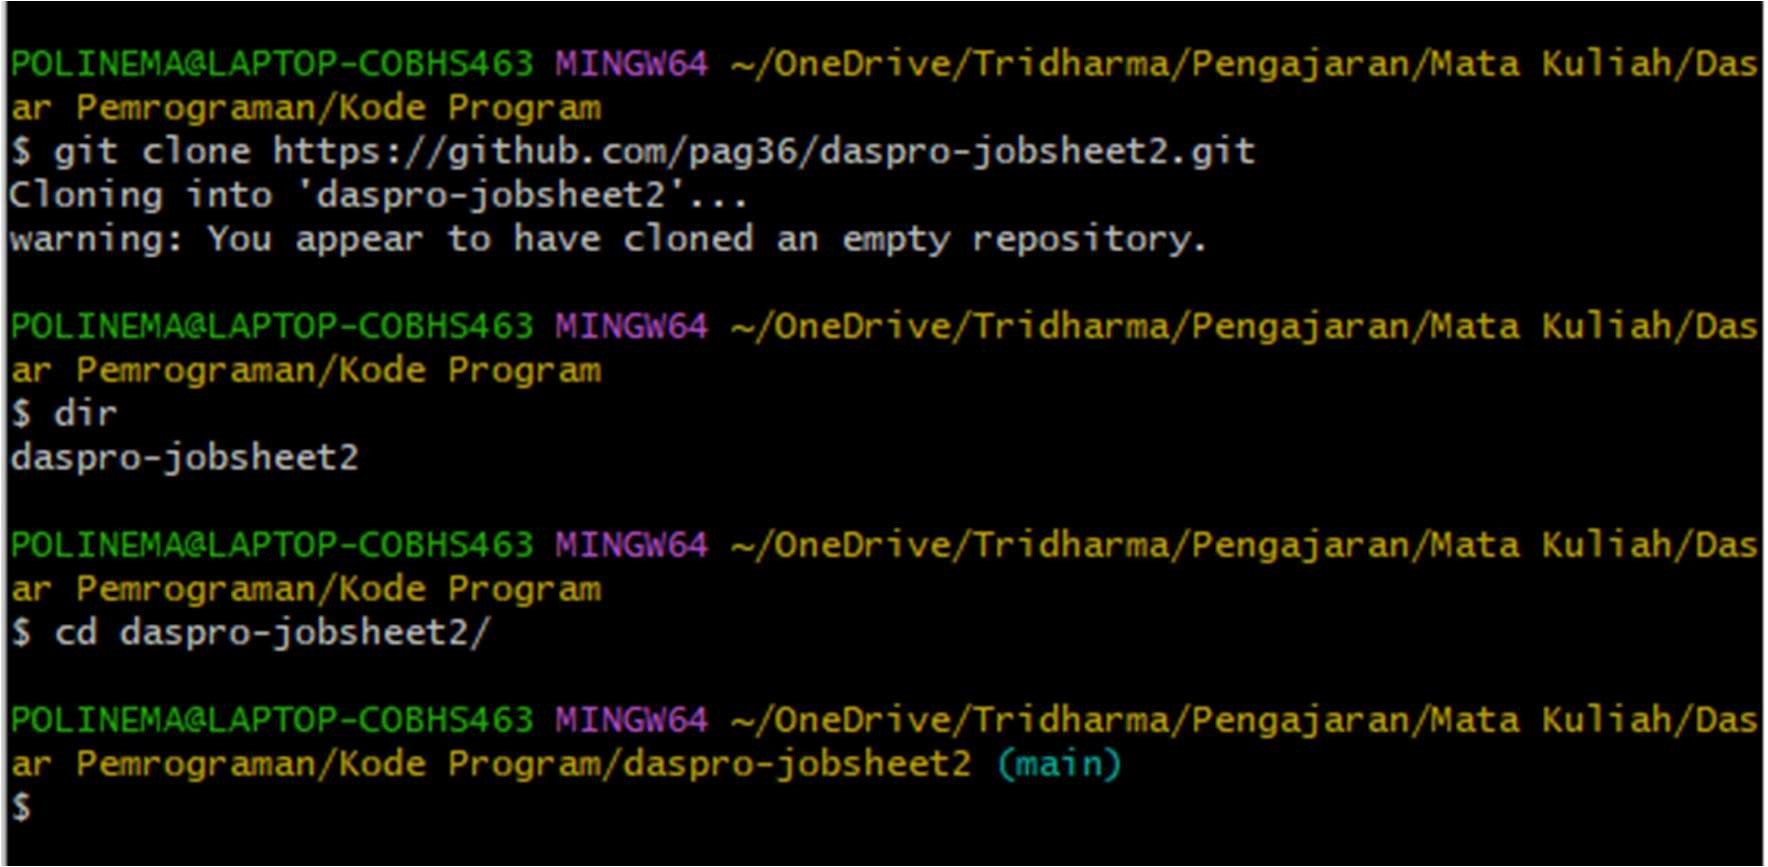 POLINEMA@LAPTOP-COBHS463 MINGW64 ~/OneDrive/Tridharma/Pengajaran/Mata Kuliah/Das
ar Pemrograman/Kode Program
$ git clone https://github.com/pag36/daspro-jobsheet2.git
Cloning into 'daspro-jobsheet2'...
warning: You appear to have cloned an empty repository.
POLINEMA@LAPTOP-COBHS463 MINGW64 ~/OneDrive/Tridharma/Pengajaran/Mata Kuliah/Das
ar Pemrograman/Kode Program
$ dir
daspro-jobsheet2
POLINEMA@LAPTOP-COBHS463 MINGW64 ~/OneDrive/Tridharma/Pengajaran/Mata Kuliah/Das
ar Pemrograman/Kode Program
$ cd daspro-jobsheet2/
POLINEMA@LAPTOP-COBHS463 MINGW64 ~/OneDrive/Tridharma/Pengajaran/Mata Kuliah/Das
ar Pemrograman/Kode Program/daspro-jobsheet2 (main)
$